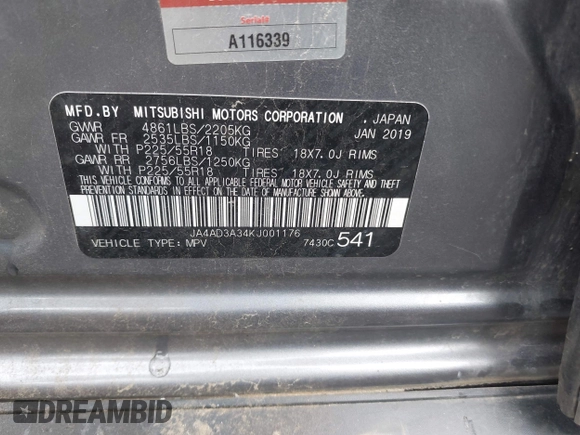 Serial#
A116339
MFD.BY MITSUBISHI MOTORS CORPORATION . JAPAN
GVWR 4861LBS/2205KG JAN 2019
GAWR FR 2535LBS/1150KG
WITH P225/55R18 TIRES 18X7.0J RIMS
GAWR RR 2756LBS/1250KG
WITH P225/55R18 TIRES 18X7.0J RIMS
THIS VEHICLE CONFORMS TO ALL APPLICABLE FEDERAL MOTOR VEHICLE SAFETY AND THEFT
PREVENTION STANDARDS IN EFFECT ON THE DATE OF MANUFACTURE SHOWN ABOVE.
JA4AD3A34KJ001176
VEHICLE TYPE: MPV 7430C 541
DREAMBID